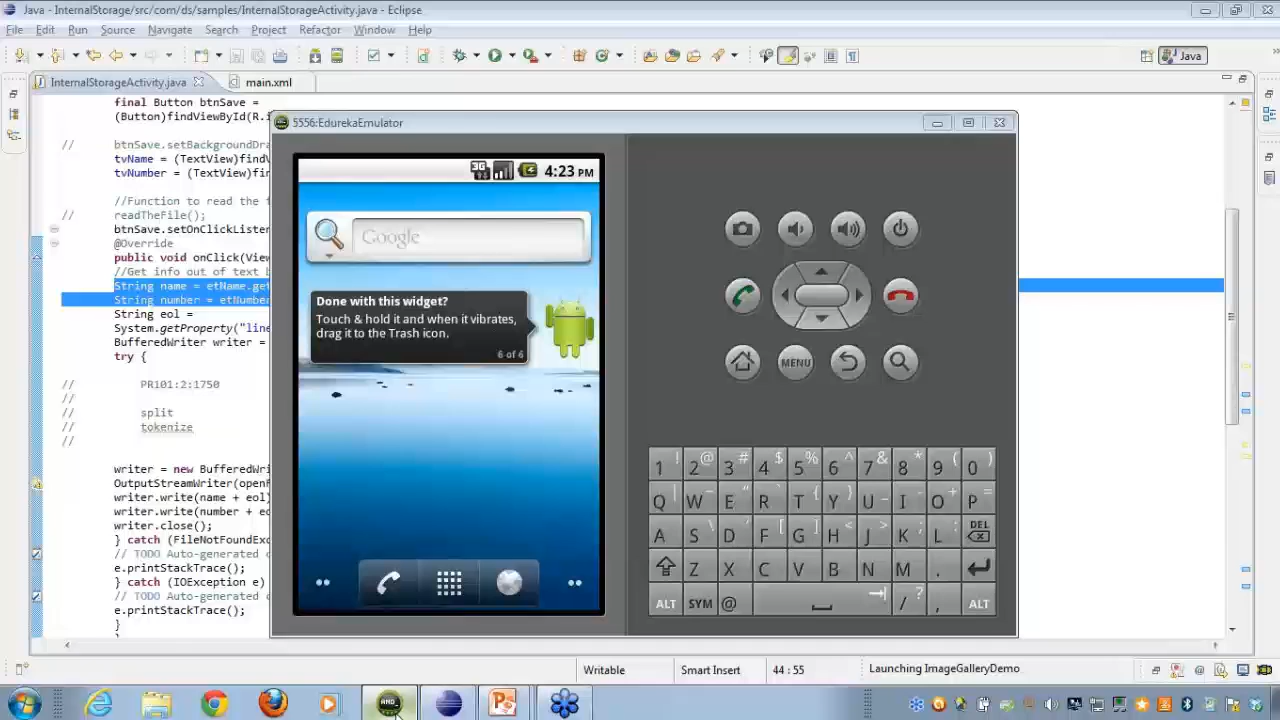 Java - InternalStorage/src/com/ds/samples/InternalStorageActivity.java - Eclipse
File Edit Run Source Navigate Search Project Refactor Window Help
Java
InternalStorageActivity.java
main.xml
final Button btnSave =
(Button)findViewById(R.
// btnSave.setBackgroundDra
tvName = (TextView)find
tvNumber = (TextView)fi
//Function to read the f
// readTheFile();
btnSave.setOnClickListen
@Override
public void onClick(Vie
//Get info out of text b
String name = etName.get
String number = etNumber
String eol =
System.getProperty("line
BufferedWriter writer =
try {
// PR101:2:1750
//
// split
// tokenize
//
writer = new BufferedWri
OutputStreamWriter(openF
writer.write(name + eol)
writer.write(number + eo
writer.close();
} catch (FileNotFoundExc
// TODO Auto-generated c
e.printStackTrace();
} catch (IOException e)
// TODO Auto-generated c
e.printStackTrace();
}
5556:EdurekaEmulator
3G 4:23 PM
Google
Done with this widget?
Touch & hold it and when it vibrates,
drag it to the Trash icon.
6 of 6
MENU
1 ! 2 @ 3 # 4 $ 5 % 6 ^ 7 & 8 * 9 ( 0 )
Q | W ~ E " R ` T { Y } U _ I - O + P =
A S \ D ' F [ G ] H < J > K ; L : DEL
Z X C V B N M .
ALT SYM @ / ? , ALT
Writable Smart Insert 44 : 55 Launching ImageGalleryDemo